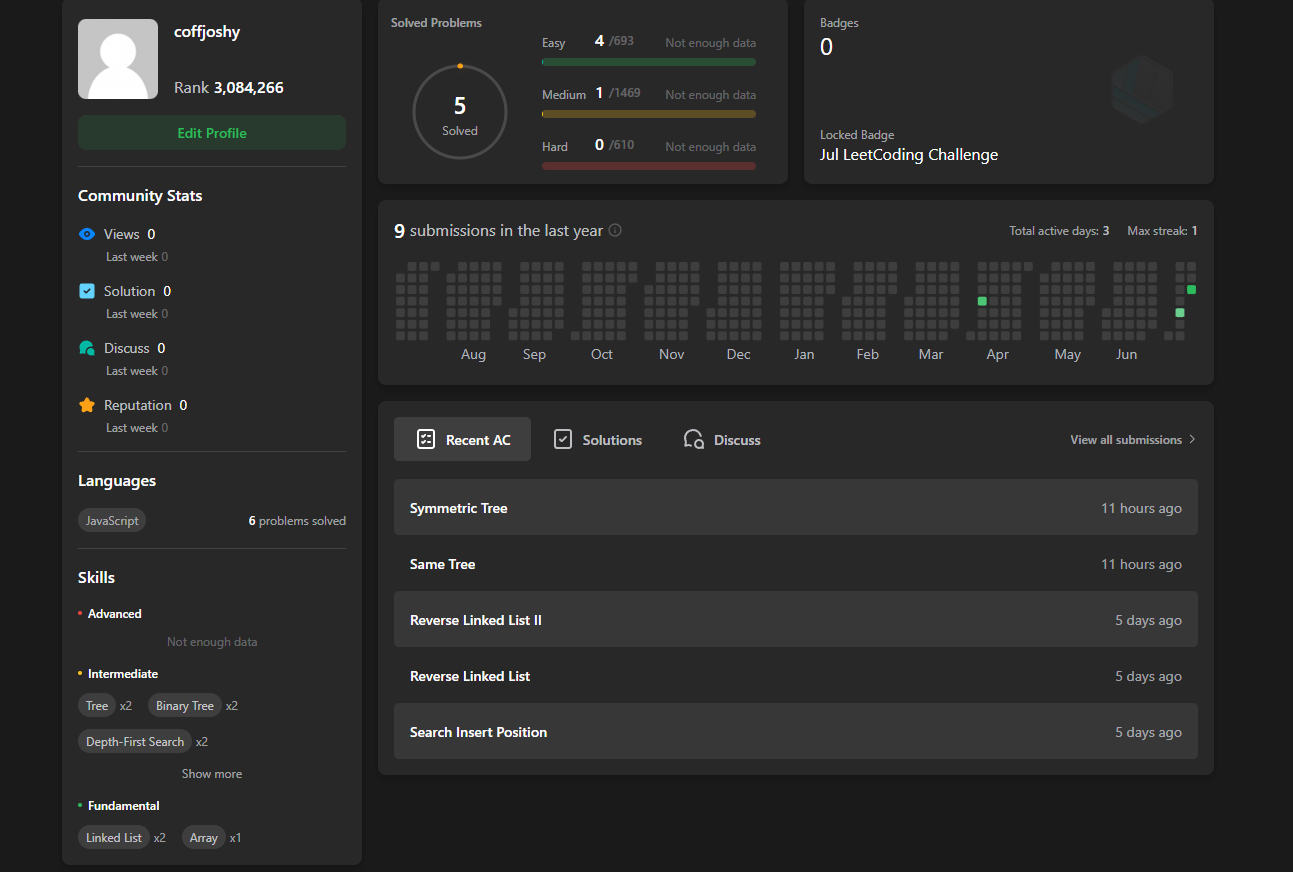 coffjoshy
Rank 3,084,266
Edit Profile
Community Stats
Views 0
Last week 0
Solution 0
Last week 0
Discuss 0
Last week 0
Reputation 0
Last week 0
Languages
JavaScript 6 problems solved
Skills
Advanced
Not enough data
Intermediate
Tree x2 Binary Tree x2
Depth-First Search x2
Show more
Fundamental
Linked List x2 Array x1
Solved Problems
5
Solved
Easy 4 /693 Not enough data
Medium 1 /1469 Not enough data
Hard 0 /610 Not enough data
Badges
0
Locked Badge
Jul LeetCoding Challenge
9 submissions in the last year Total active days: 3 Max streak: 1
Aug Sep Oct Nov Dec Jan Feb Mar Apr May Jun
Recent AC Solutions Discuss View all submissions
Symmetric Tree 11 hours ago
Same Tree 11 hours ago
Reverse Linked List II 5 days ago
Reverse Linked List 5 days ago
Search Insert Position 5 days ago